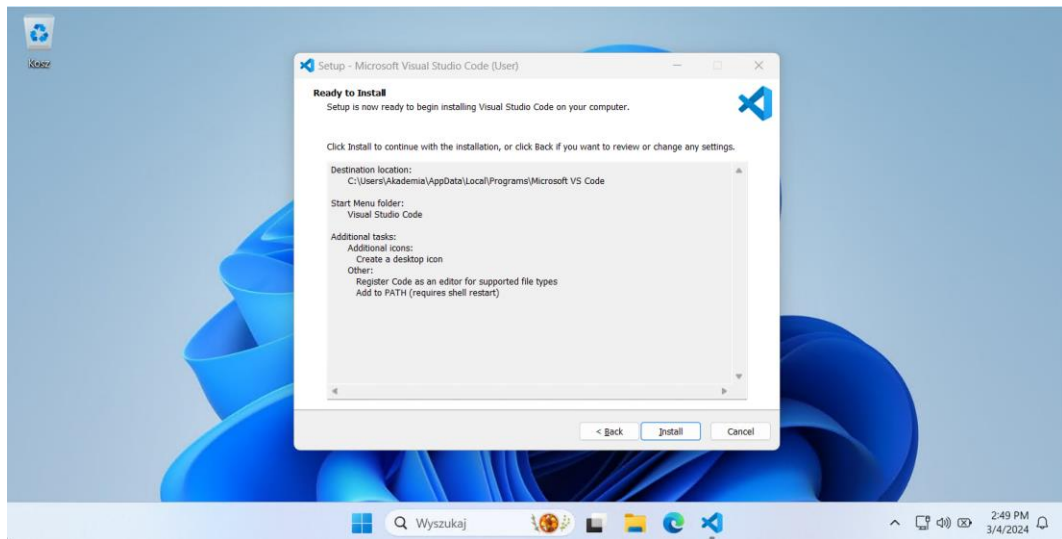 Kosz
Setup - Microsoft Visual Studio Code (User)
Ready to Install
Setup is now ready to begin installing Visual Studio Code on your computer.
Click Install to continue with the installation, or click Back if you want to review or change any settings.
Destination location:
C:\Users\Akademia\AppData\Local\Programs\Microsoft VS Code
Start Menu folder:
Visual Studio Code
Additional tasks:
Additional icons:
Create a desktop icon
Other:
Register Code as an editor for supported file types
Add to PATH (requires shell restart)
< Back
Install
Cancel
Wyszukaj
2:49 PM
3/4/2024